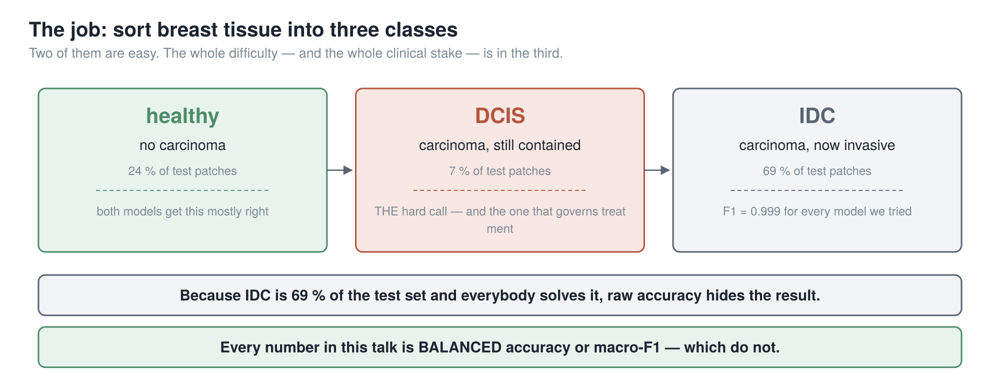 The job: sort breast tissue into three classes
Two of them are easy. The whole difficulty — and the whole clinical stake — is in the third.
healthy
no carcinoma
24 % of test patches
both models get this mostly right
DCIS
carcinoma, still contained
7 % of test patches
THE hard call — and the one that governs treat
ment
IDC
carcinoma, now invasive
69 % of test patches
F1 = 0.999 for every model we tried
Because IDC is 69 % of the test set and everybody solves it, raw accuracy hides the result.
Every number in this talk is BALANCED accuracy or macro-F1 — which do not.